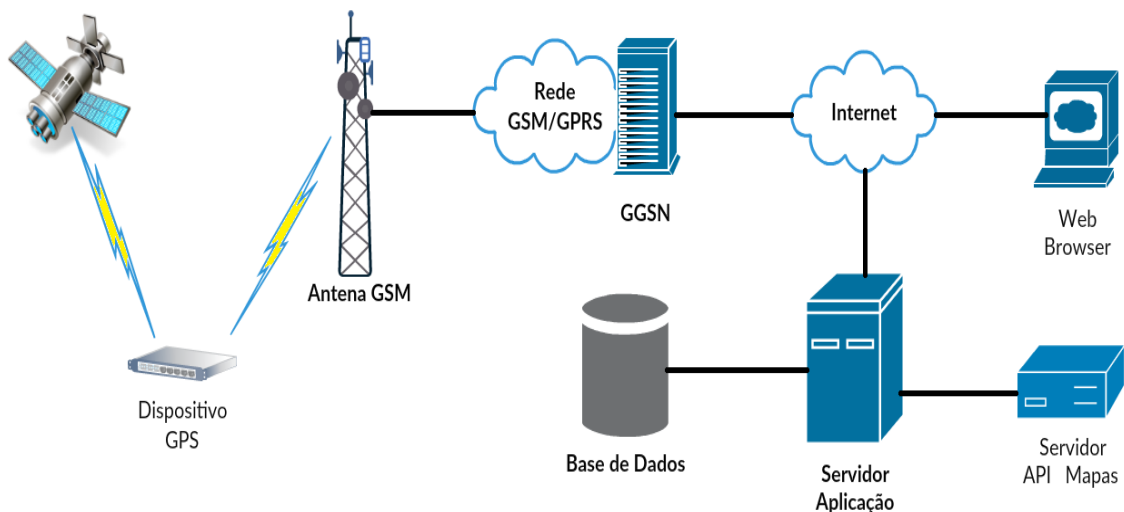 Rede
GSM/GPRS
Internet
GGSN
Web
Browser
Antena GSM
Dispositivo
GPS
Base de Dados
Servidor
Aplicação
Servidor
API Mapas